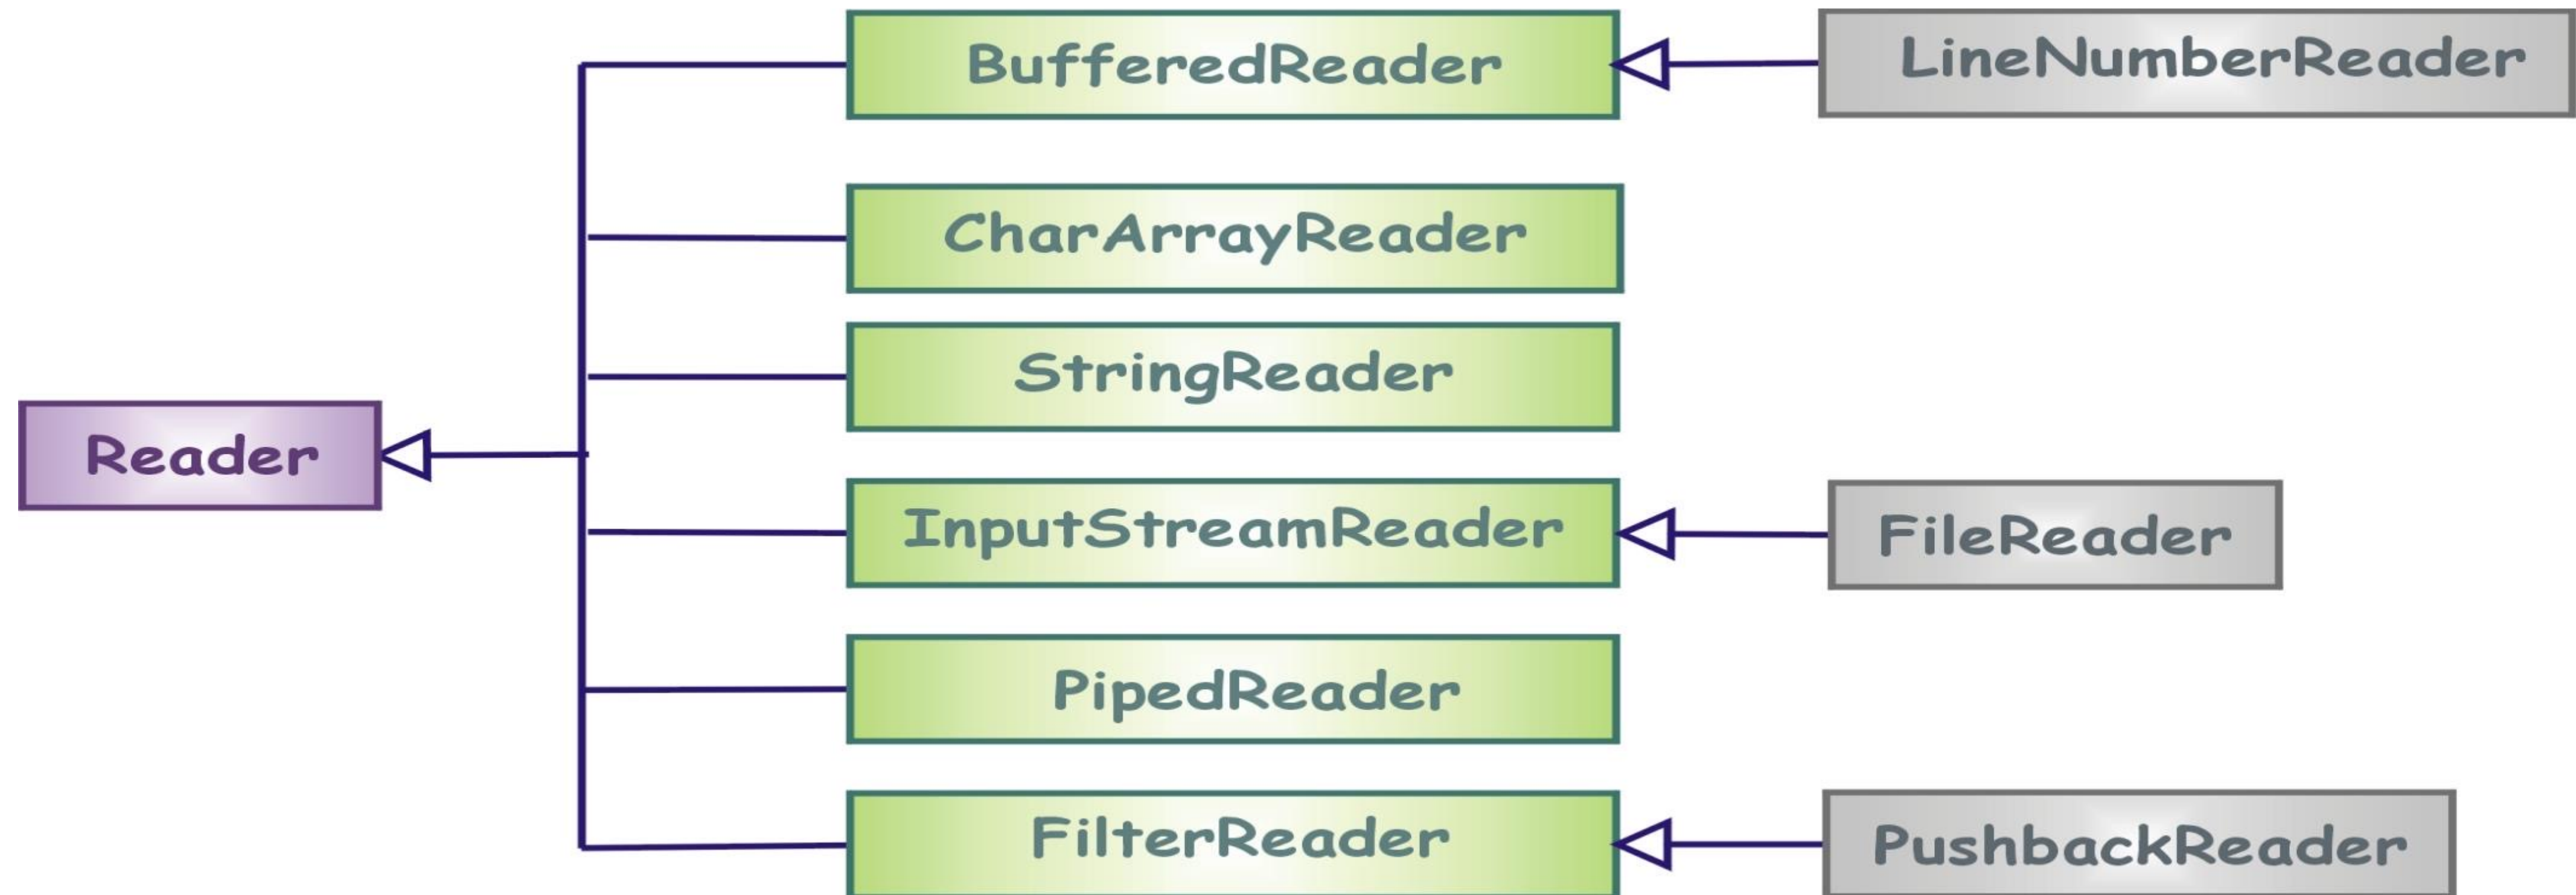 BufferedReader
LineNumberReader
CharArrayReader
StringReader
Reader
InputStreamReader
FileReader
PipedReader
FilterReader
PushbackReader